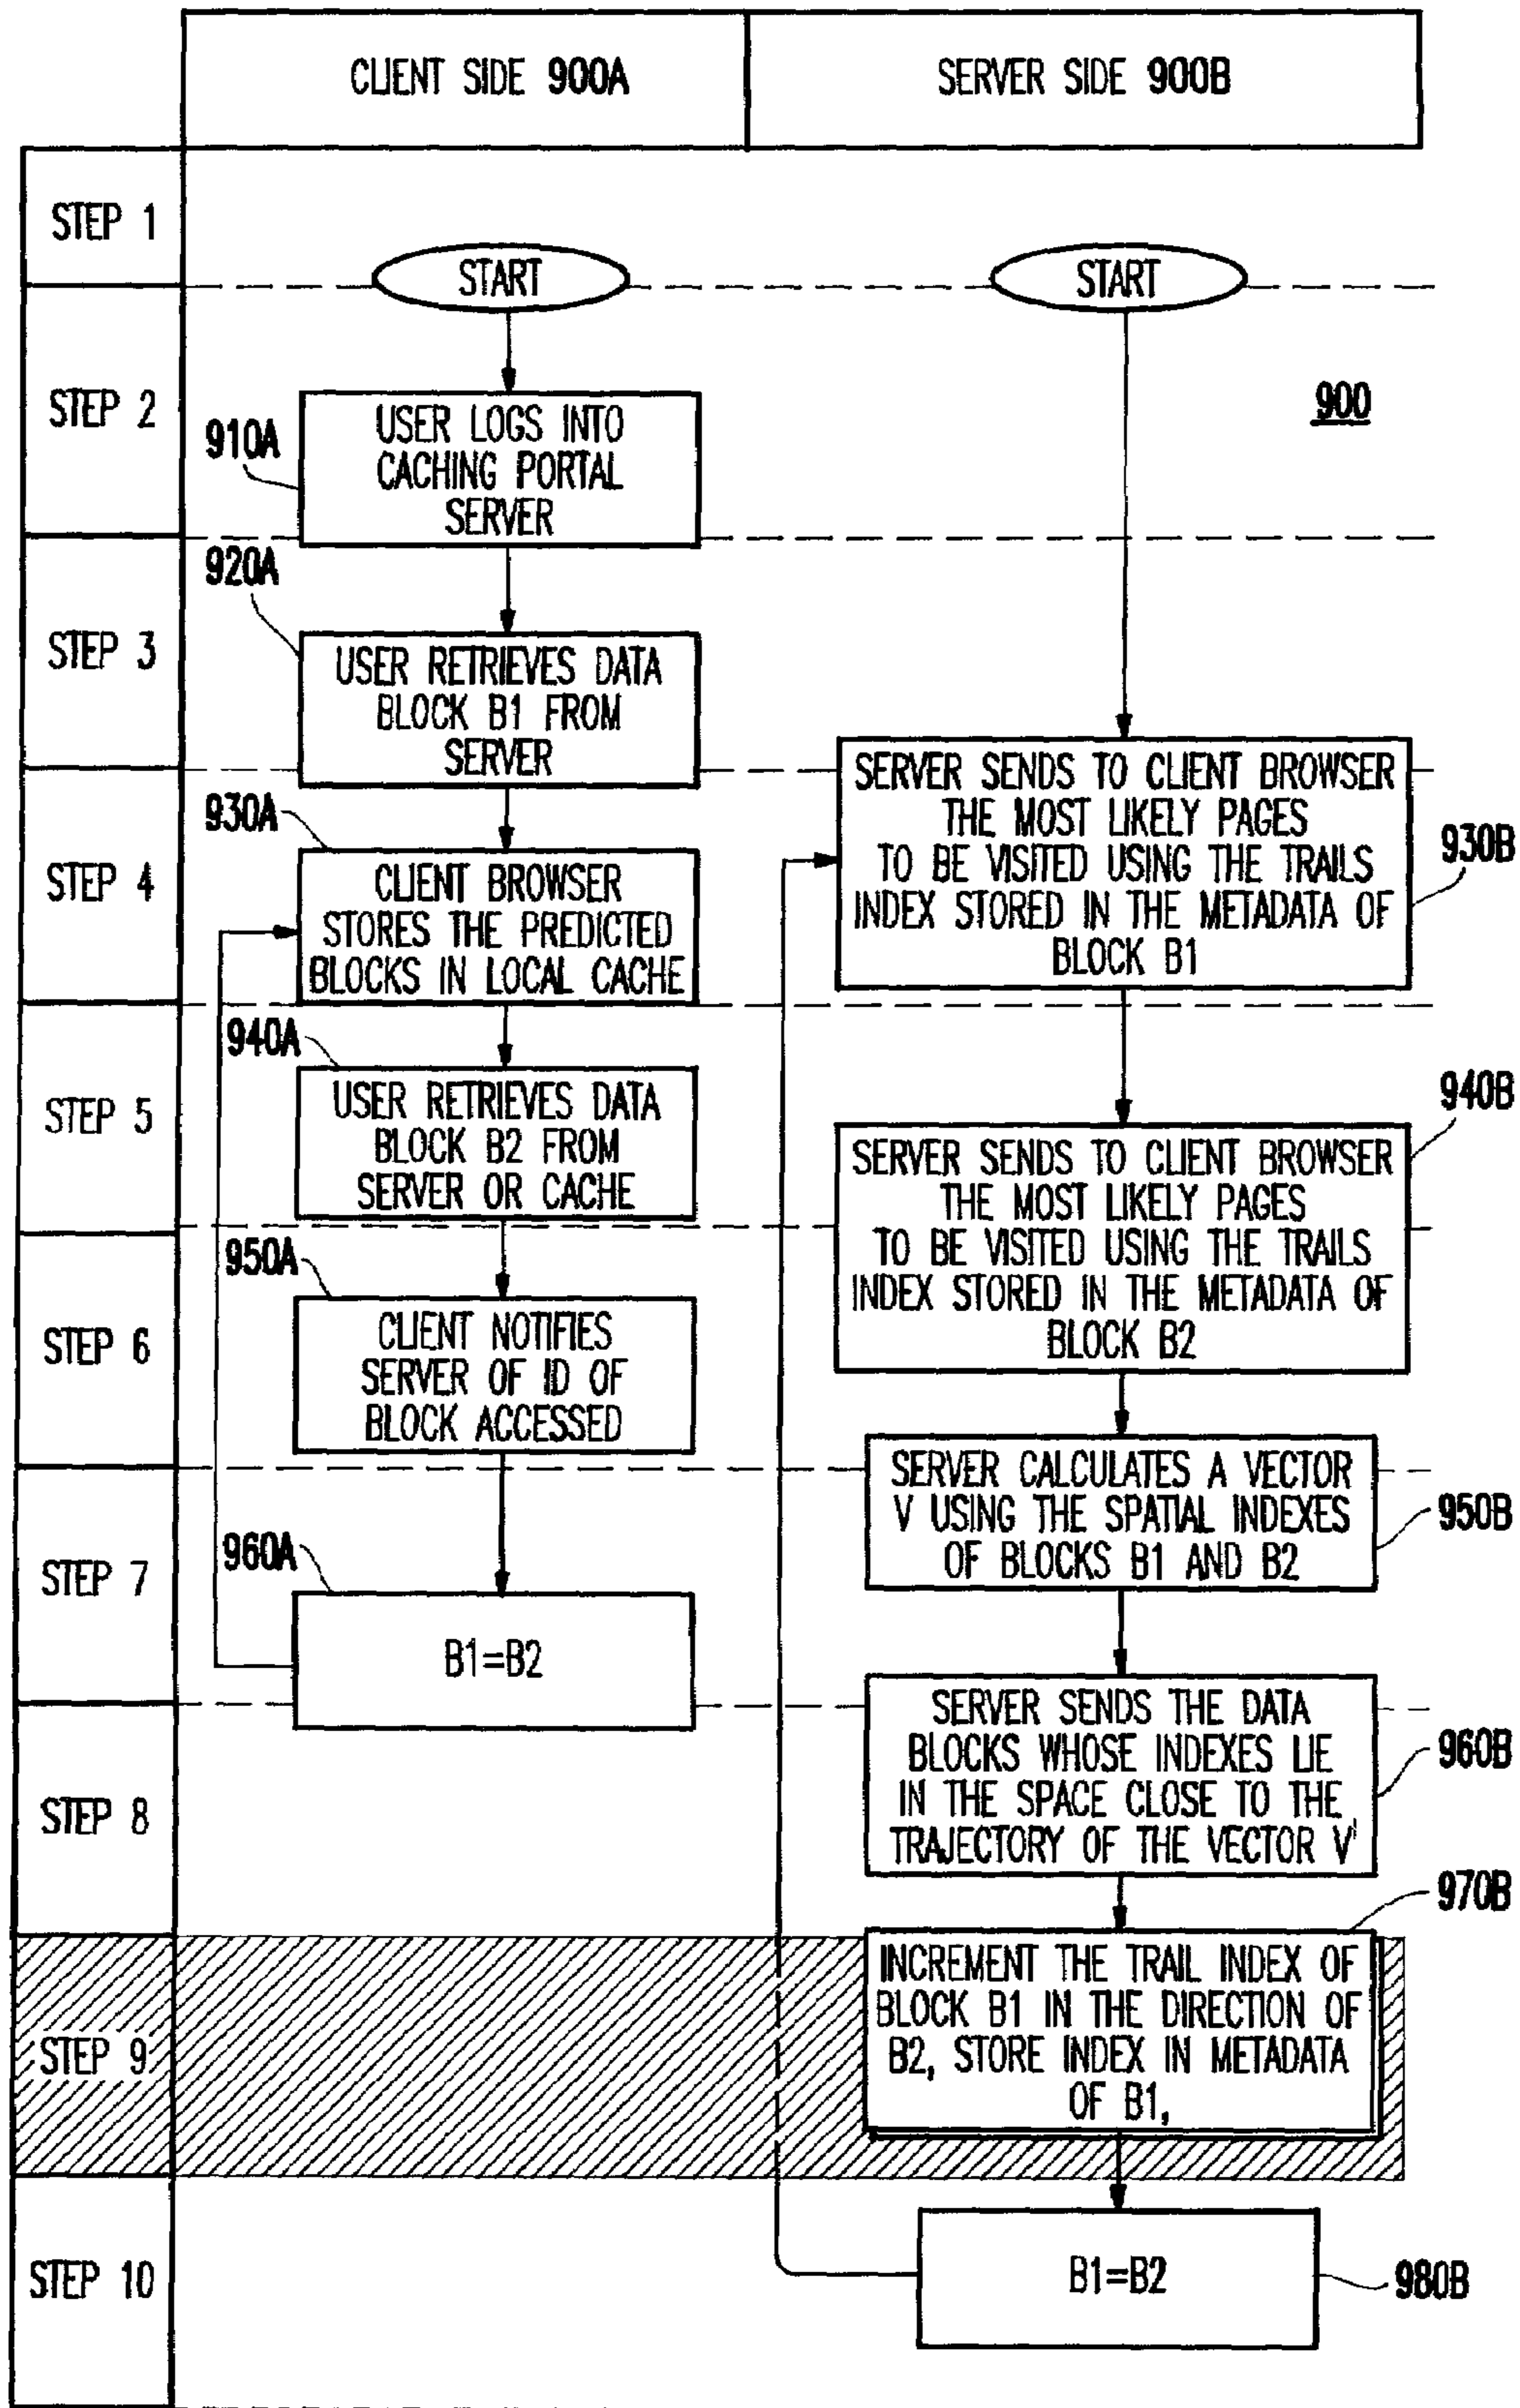 CLIENT SIDE 900A
SERVER SIDE 900B
STEP 1
START
START
STEP 2
900
910A
USER LOGS INTO
CACHING PORTAL
SERVER
920A
STEP 3
USER RETRIEVES DATA
BLOCK B1 FROM
SERVER
SERVER SENDS TO CLIENT BROWSER
THE MOST LIKELY PAGES
TO BE VISITED USING THE TRAILS
INDEX STORED IN THE METADATA OF
BLOCK B1
930B
930A
STEP 4
CLIENT BROWSER
STORES THE PREDICTED
BLOCKS IN LOCAL CACHE
940A
STEP 5
USER RETRIEVES DATA
BLOCK B2 FROM
SERVER OR CACHE
940B
SERVER SENDS TO CLIENT BROWSER
THE MOST LIKELY PAGES
TO BE VISITED USING THE TRAILS
INDEX STORED IN THE METADATA OF
BLOCK B2
950A
STEP 6
CLIENT NOTIFIES
SERVER OF ID OF
BLOCK ACCESSED
SERVER CALCULATES A VECTOR
V USING THE SPATIAL INDEXES
OF BLOCKS B1 AND B2
950B
960A
STEP 7
B1=B2
SERVER SENDS THE DATA
BLOCKS WHOSE INDEXES LIE
IN THE SPACE CLOSE TO THE
TRAJECTORY OF THE VECTOR V'
960B
STEP 8
970B
INCREMENT THE TRAIL INDEX OF
BLOCK B1 IN THE DIRECTION OF
B2, STORE INDEX IN METADATA
OF B1,
STEP 9
STEP 10
B1=B2
980B